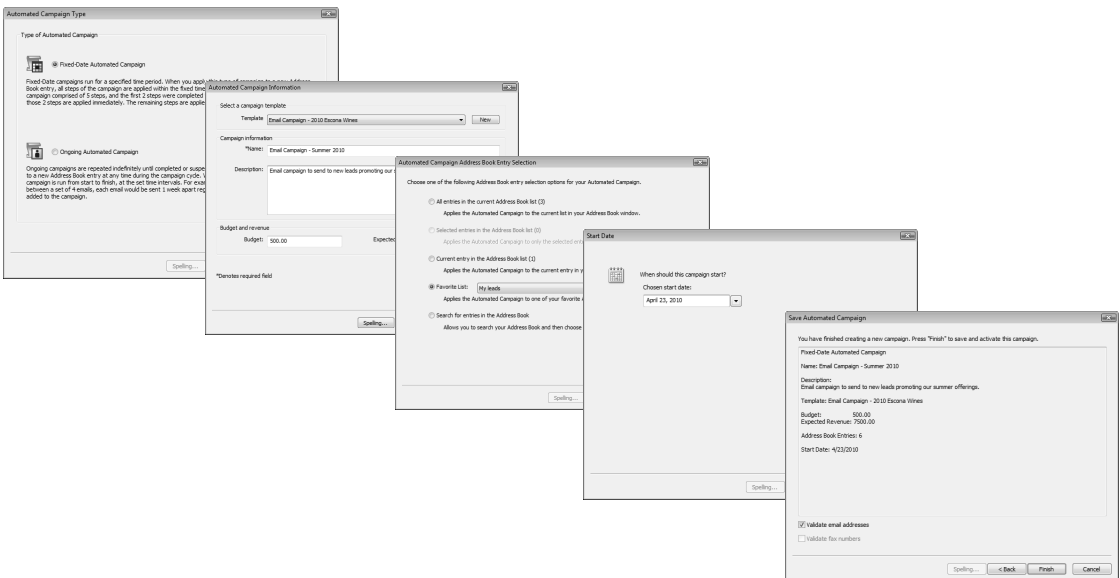 Automated Campaign Type
Type of Automated Campaign
Fixed-Date Automated Campaign
Fixed-Date campaigns run for a specified time period. When you apply this type of campaign to a new Address
Book entry, all steps of the campaign are applied within the fixed time
campaign comprised of 5 steps, and the first 2 steps were completed
those 2 steps are applied immediately. The remaining steps are applie
Ongoing Automated Campaign
Ongoing campaigns are repeated indefinitely until completed or suspe
to a new Address Book entry at any time during the campaign cycle.
campaign is run from start to finish, at the set time intervals. For exa
between a set of 4 emails, each email would be sent 1 week apart reg
added to the campaign.
Spelling...
Automated Campaign Information
Select a campaign template
Template
Email Campaign - 2010 Escona Wines
New
Campaign information
*Name:
Email Campaign - Summer 2010
Description:
Email campaign to send to new leads promoting our s
Budget and revenue
Budget:
500.00
Expected
*Denotes required field
Spelling...
Automated Campaign Address Book Entry Selection
Choose one of the following Address Book entry selection options for your Automated Campaign.
All entries in the current Address Book list (3)
Applies the Automated Campaign to the current list in your Address Book window.
Selected entries in the Address Book list (0)
Applies the Automated Campaign to only the selected ent
Current entry in the Address Book list (1)
Applies the Automated Campaign to the current entry in y
Favorite List:
My leads
Applies the Automated Campaign to one of your favorite
Search for entries in the Address Book
Allows you to search your Address Book and then choose
Spelling...
Start Date
When should this campaign start?
Chosen start date:
April 23, 2010
Spelling...
Save Automated Campaign
You have finished creating a new campaign. Press "Finish" to save and activate this campaign.
Fixed-Date Automated Campaign
Name: Email Campaign - Summer 2010
Description:
Email campaign to send to new leads promoting our summer offerings.
Template: Email Campaign - 2010 Escona Wines
Budget: 500.00
Expected Revenue: 7500.00
Address Book Entries: 6
Start Date: 4/23/2010
Validate email addresses
Validate fax numbers
Spelling...
< Back
Finish
Cancel